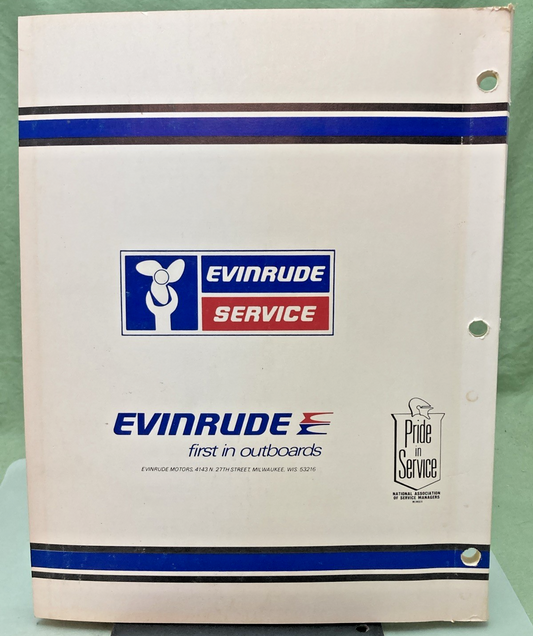 EVINRUDE
SERVICE
EVINRUDE
first in outboards
EVINRUDE MOTORS, 4143 N. 27TH STREET, MILWAUKEE, WIS. 53216
Pride
in
Service
NATIONAL ASSOCIATION
OF SERVICE MANAGERS